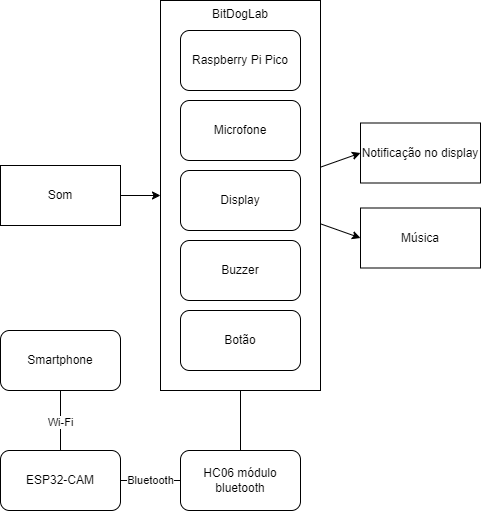 BitDogLab
Raspberry Pi Pico
Microfone
Notificação no display
Som
Display
Música
Buzzer
Botão
Smartphone
Wi-Fi
ESP32-CAM
Bluetooth
HC06 módulo
bluetooth